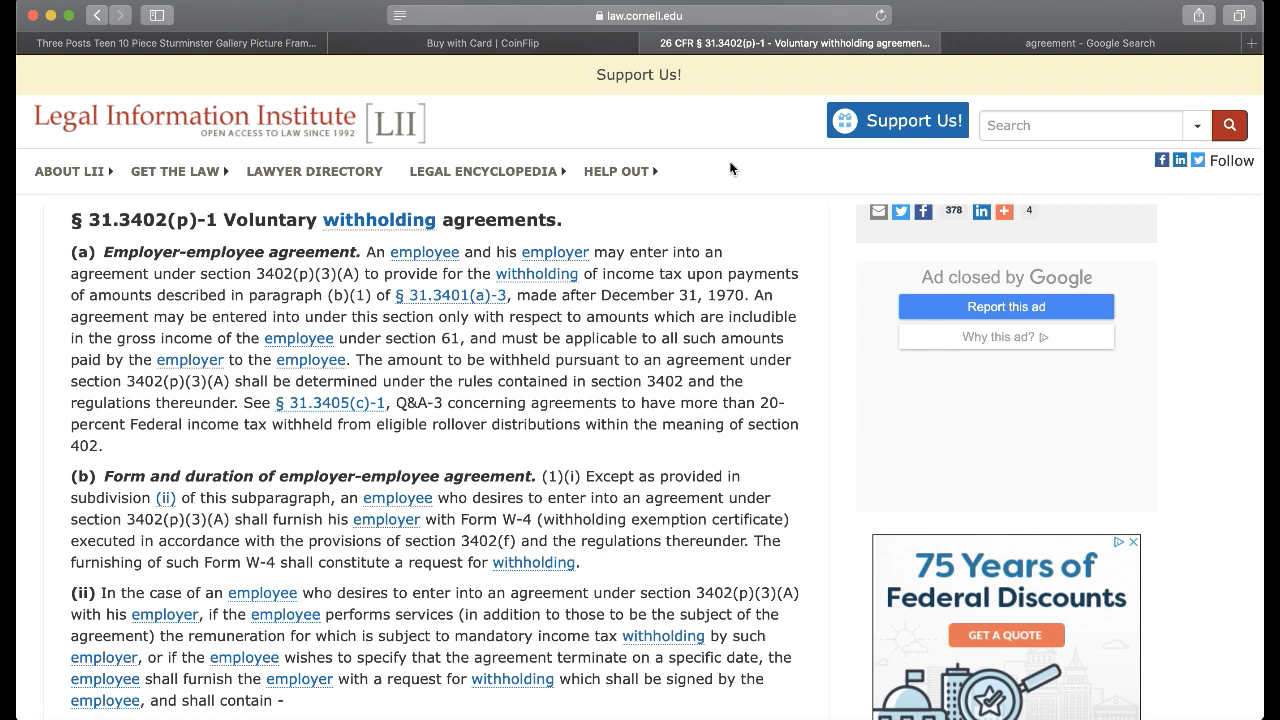 law.cornell.edu
Three Posts Teen 10 Piece Sturminster Gallery Picture Fram...
Buy with Card | CoinFlip
26 CFR § 31.3402(p)-1 - Voluntary withholding agreemen...
agreement – Google Search
Support Us!
Legal Information Institute [LII]
OPEN ACCESS TO LAW SINCE 1992
Support Us!
Search
ABOUT LII
GET THE LAW
LAWYER DIRECTORY
LEGAL ENCYCLOPEDIA
HELP OUT
Follow
§ 31.3402(p)-1 Voluntary withholding agreements.
(a) Employer-employee agreement. An employee and his employer may enter into an
agreement under section 3402(p)(3)(A) to provide for the withholding of income tax upon payments
of amounts described in paragraph (b)(1) of § 31.3401(a)-3, made after December 31, 1970. An
agreement may be entered into under this section only with respect to amounts which are includible
in the gross income of the employee under section 61, and must be applicable to all such amounts
paid by the employer to the employee. The amount to be withheld pursuant to an agreement under
section 3402(p)(3)(A) shall be determined under the rules contained in section 3402 and the
regulations thereunder. See § 31.3405(c)-1, Q&A-3 concerning agreements to have more than 20-
percent Federal income tax withheld from eligible rollover distributions within the meaning of section
402.
(b) Form and duration of employer-employee agreement. (1)(i) Except as provided in
subdivision (ii) of this subparagraph, an employee who desires to enter into an agreement under
section 3402(p)(3)(A) shall furnish his employer with Form W-4 (withholding exemption certificate)
executed in accordance with the provisions of section 3402(f) and the regulations thereunder. The
furnishing of such Form W-4 shall constitute a request for withholding.
(ii) In the case of an employee who desires to enter into an agreement under section 3402(p)(3)(A)
with his employer, if the employee performs services (in addition to those to be the subject of the
agreement) the remuneration for which is subject to mandatory income tax withholding by such
employer, or if the employee wishes to specify that the agreement terminate on a specific date, the
employee shall furnish the employer with a request for withholding which shall be signed by the
employee, and shall contain -
378
4
Ad closed by Google
Report this ad
Why this ad?
75 Years of
Federal Discounts
GET A QUOTE